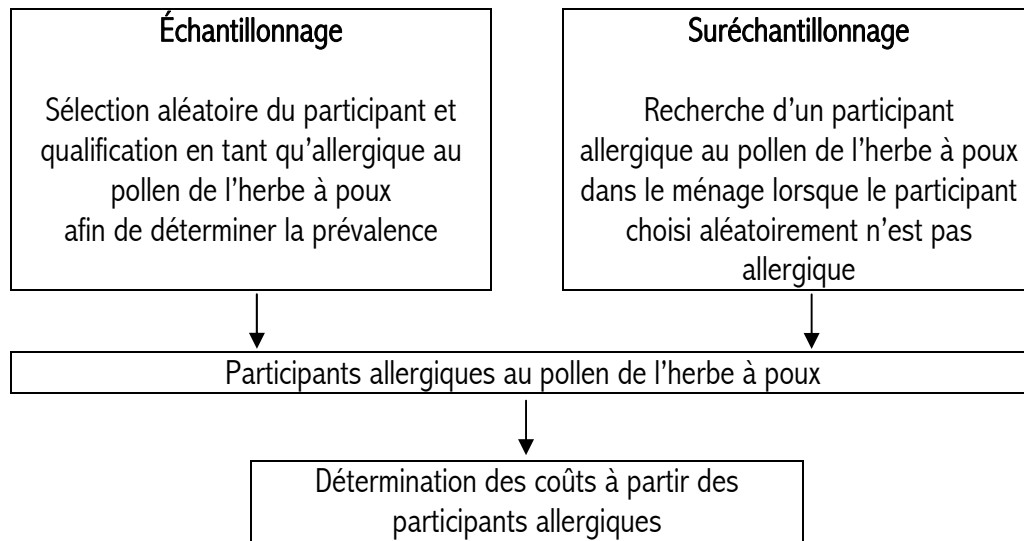 Échantillonnage
Sélection aléatoire du participant et
qualification en tant qu'allergique au
pollen de l'herbe à poux
afin de déterminer la prévalence
Suréchantillonnage
Recherche d'un participant
allergique au pollen de l'herbe à poux
dans le ménage lorsque le participant
choisi aléatoirement n'est pas
allergique
Participants allergiques au pollen de l'herbe à poux
Détermination des coûts à partir des
participants allergiques